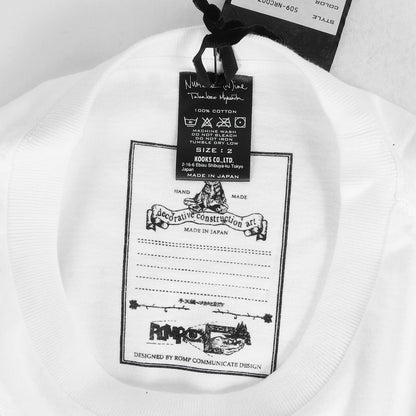 STYLE
COLOR
S09-NRC002
Number (N)ine
Takahiro Miyashita
100% COTTON
MACHINE WASH
DO NOT BLEACH
DO NOT IRON
TUMBLE DRY LOW
SIZE: 2
KOOKS CO.,LTD.
2-16-6 Ebisu Shibuya-ku Tokyo
Japan
MADE IN JAPAN
HAND MADE
decorative construction art
MADE IN JAPAN
ROMP
DESIGNED BY ROMP COMMUNICATE DESIGN